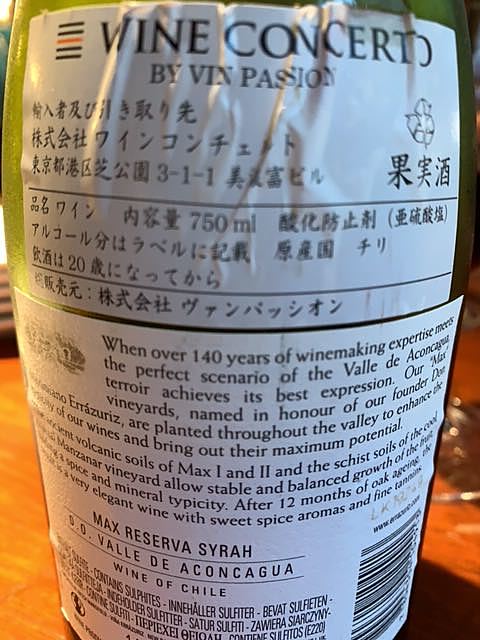 WINE CONCERTO
BY VIN PASSION
輸入者及び引き取り先
株式会社ワインコンチェルト
東京都港区芝公園 3-1-1 美汲富ビル
果実酒
品名 ワイン 内容量 750 ml 酸化防止剤（亜硫酸塩）
アルコール分はラベルに記載 原産国 チリ
飲酒は20歳になってから
販売元：株式会社 ヴァンパッシオン
When over 140 years of winemaking expertise meets
the perfect scenario of the Valle de Aconcagua,
terroir achieves its best expression. Our "Max
vineyards, named in honour of our founder Don
Errázuriz, are planted throughout the valley to enhance the
of our wines and bring out their maximum potential.
ancient volcanic soils of Max I and II and the schist soils of the cool
Manzanar vineyard allow stable and balanced growth of the fruit,
spice and mineral typicity. After 12 months of oak ageing, the
a very elegant wine with sweet spice aromas and fine tannins
www.errazuriz.com
MAX RESERVA SYRAH
D.O. VALLE DE ACONCAGUA
WINE OF CHILE
CONTAINS SULPHITES - INNEHÅLLER SULFITER - BEVAT SULFIETEN -
INDEHOLDER SULFITTER - SATUR SULFITI - ZAWIERA SIARCZYNY-
ΠΕΡΙΕΧΕΙ ΘΕΙΩΔΗ CONTIENE SULFITOS (E220)